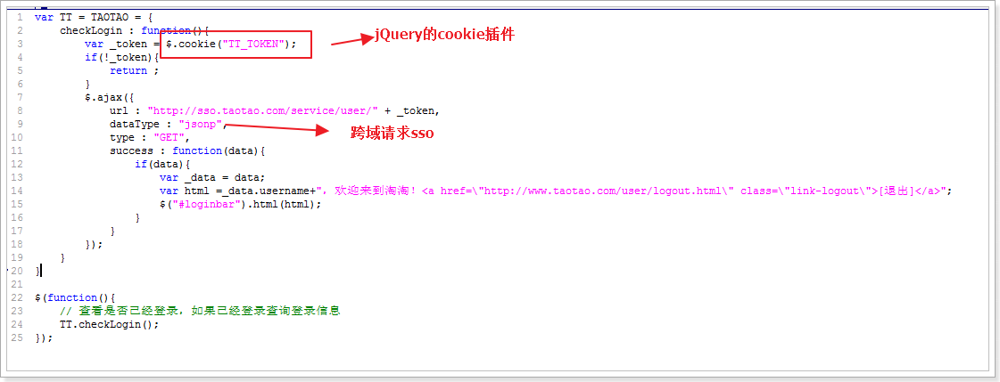 1 var TT = TAOTAO = {
2 checkLogin : function(){
3 var _token = $.cookie("TT_TOKEN");
jQuery的cookie插件
4 if(!_token){
5 return ;
6 }
7 $.ajax({
8 url : "http://sso.taotao.com/service/user/" + _token,
9 dataType : "jsonp",
跨域请求sso
10 type : "GET",
11 success : function(data){
12 if(data){
13 var _data = data;
14 var html =_data.username+"，欢迎来到淘淘！<a href=\"http://www.taotao.com/user/logout.html\" class=\"link-logout\">[退出]</a>";
15 $("#loginbar").html(html);
16 }
17 }
18 });
19 }
20 }
21
22 $(function(){
23 // 查看是否已经登录，如果已经登录查询登录信息
24 TT.checkLogin();
25 });